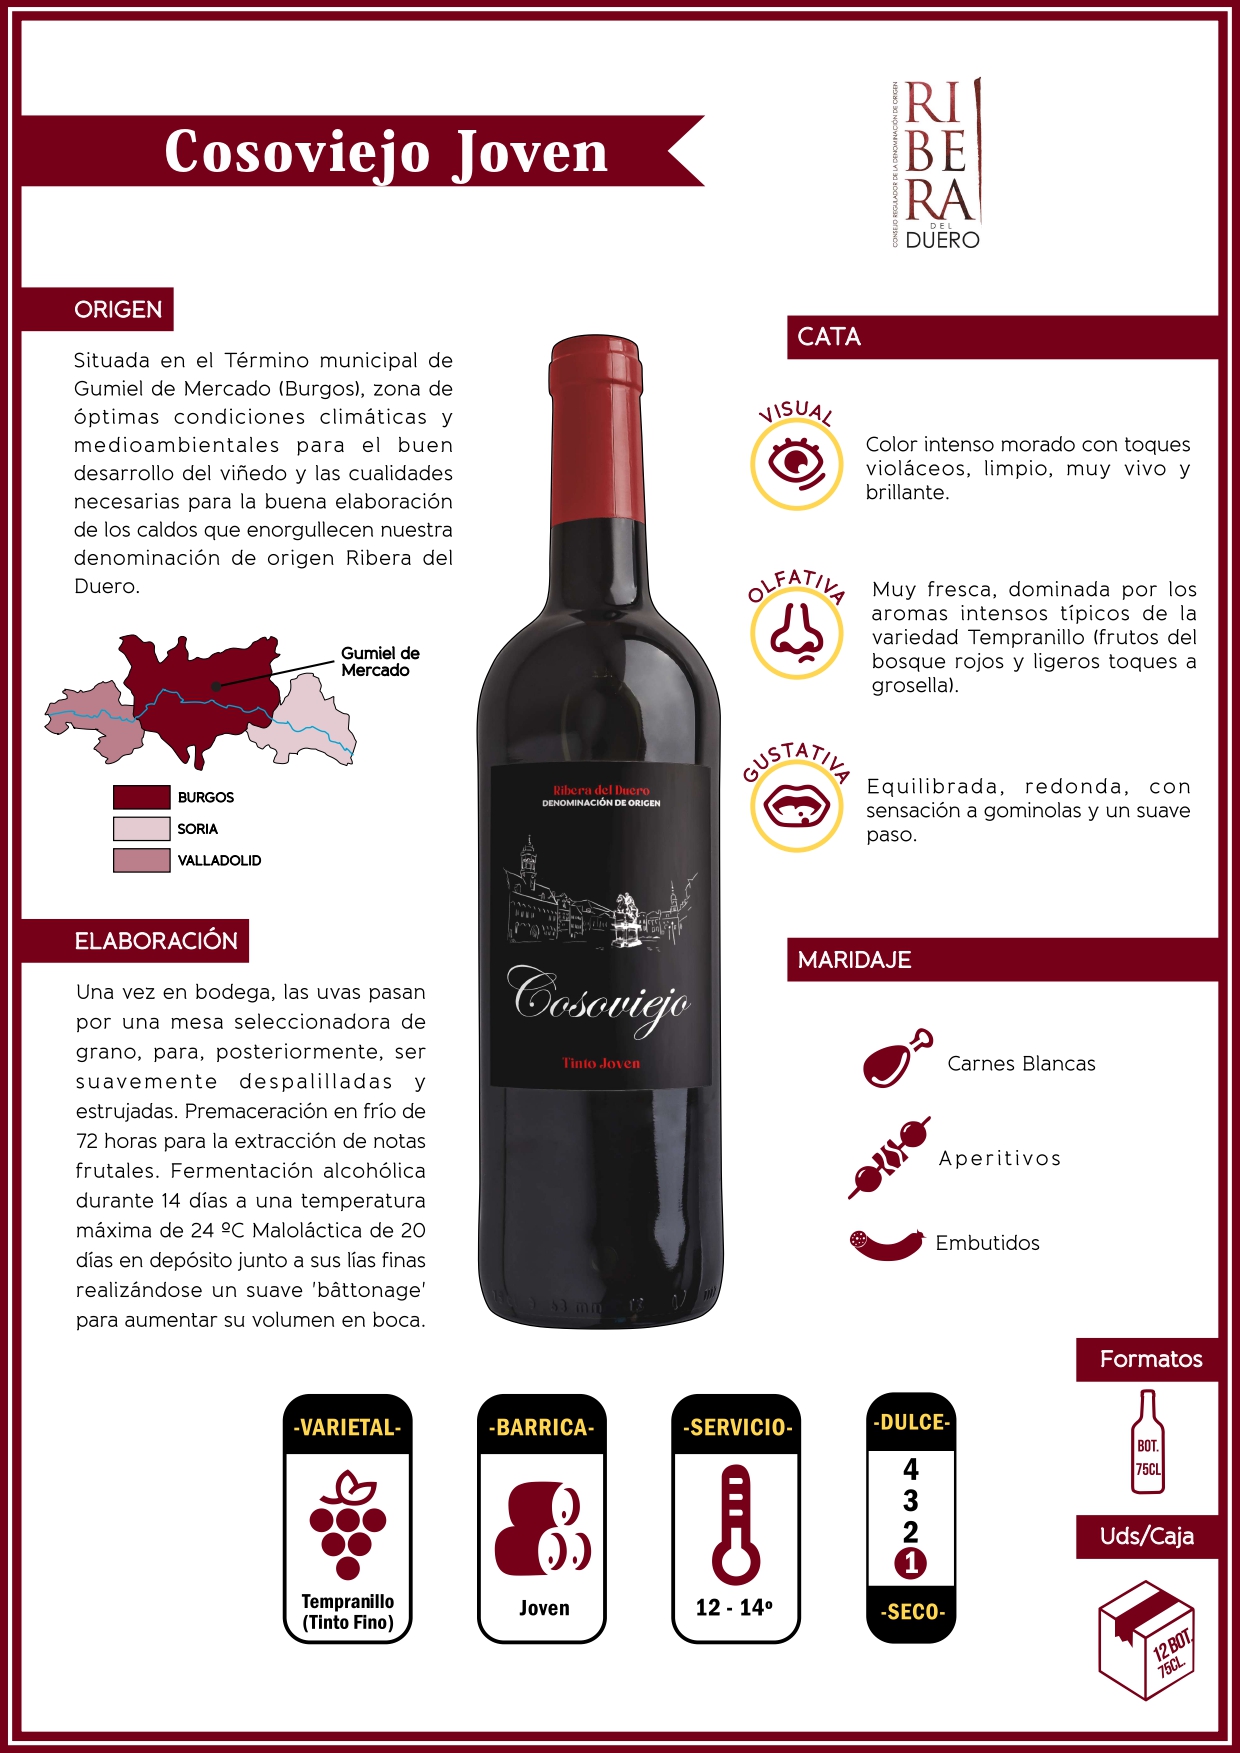 Cosoviejo Joven
CONSEJO REGULADOR DE LA DENOMINACIÓN DE ORIGEN
RI
BE
RA
DEL
DUERO
ORIGEN
Situada en el Término municipal de
Gumiel de Mercado (Burgos), zona de
óptimas condiciones climáticas y
medioambientales para el buen
desarrollo del viñedo y las cualidades
necesarias para la buena elaboración
de los caldos que enorgullecen nuestra
denominación de origen Ribera del
Duero.
Gumiel de
Mercado
BURGOS
SORIA
VALLADOLID
ELABORACIÓN
Una vez en bodega, las uvas pasan
por una mesa seleccionadora de
grano, para, posteriormente, ser
suavemente despalilladas y
estrujadas. Premaceración en frío de
72 horas para la extracción de notas
frutales. Fermentación alcohólica
durante 14 días a una temperatura
máxima de 24 ºC Maloláctica de 20
días en depósito junto a sus lías finas
realizándose un suave 'bâttonage'
para aumentar su volumen en boca.
Ribera del Duero
DENOMINACIÓN DE ORIGEN
Cosoviejo
Tinto Joven
CATA
VISUAL
Color intenso morado con toques
violáceos, limpio, muy vivo y
brillante.
OLFATIVA
Muy fresca, dominada por los
aromas intensos típicos de la
variedad Tempranillo (frutos del
bosque rojos y ligeros toques a
grosella).
GUSTATIVA
Equilibrada, redonda, con
sensación a gominolas y un suave
paso.
MARIDAJE
Carnes Blancas
Aperitivos
Embutidos
-VARIETAL-
Tempranillo
(Tinto Fino)
-BARRICA-
Joven
-SERVICIO-
12 - 14º
-DULCE-
4
3
2
1
-SECO-
Formatos
BOT.
75CL
Uds/Caja
12 BOT.
75CL.